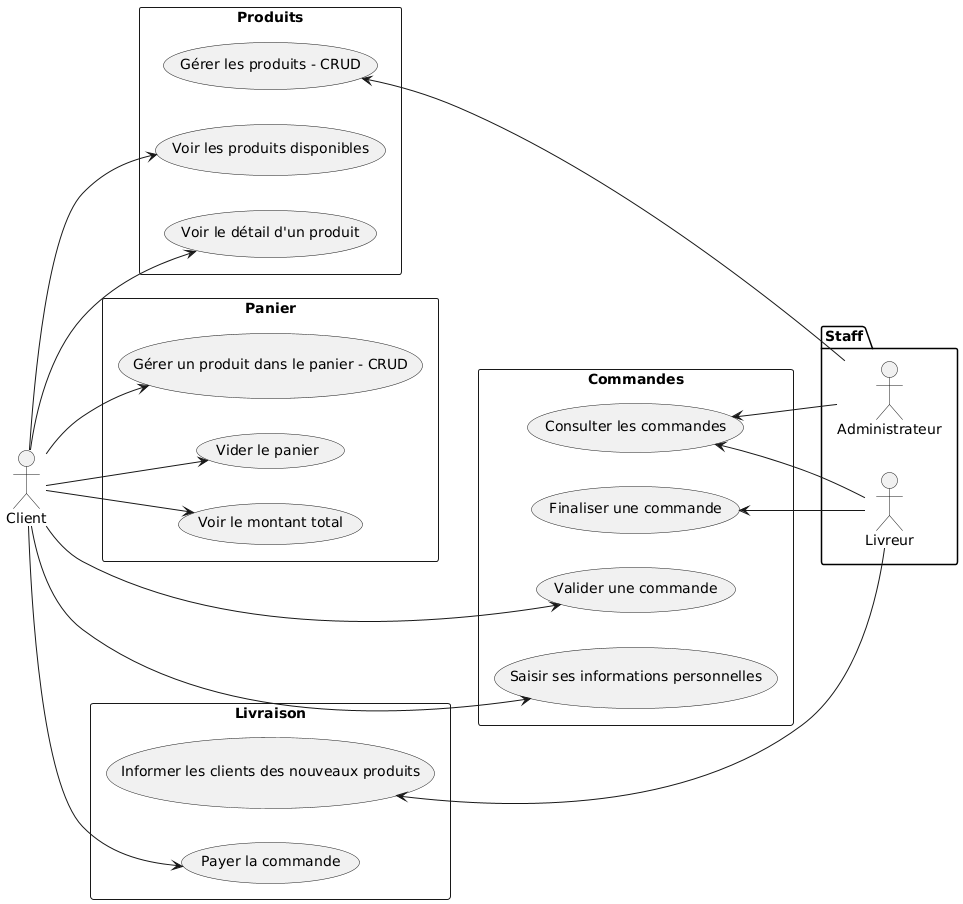 Produits
Gérer les produits - CRUD
Voir les produits disponibles
Voir le détail d'un produit
Panier
Gérer un produit dans le panier - CRUD
Vider le panier
Voir le montant total
Client
Staff
Administrateur
Livreur
Commandes
Consulter les commandes
Finaliser une commande
Valider une commande
Saisir ses informations personnelles
Livraison
Informer les clients des nouveaux produits
Payer la commande